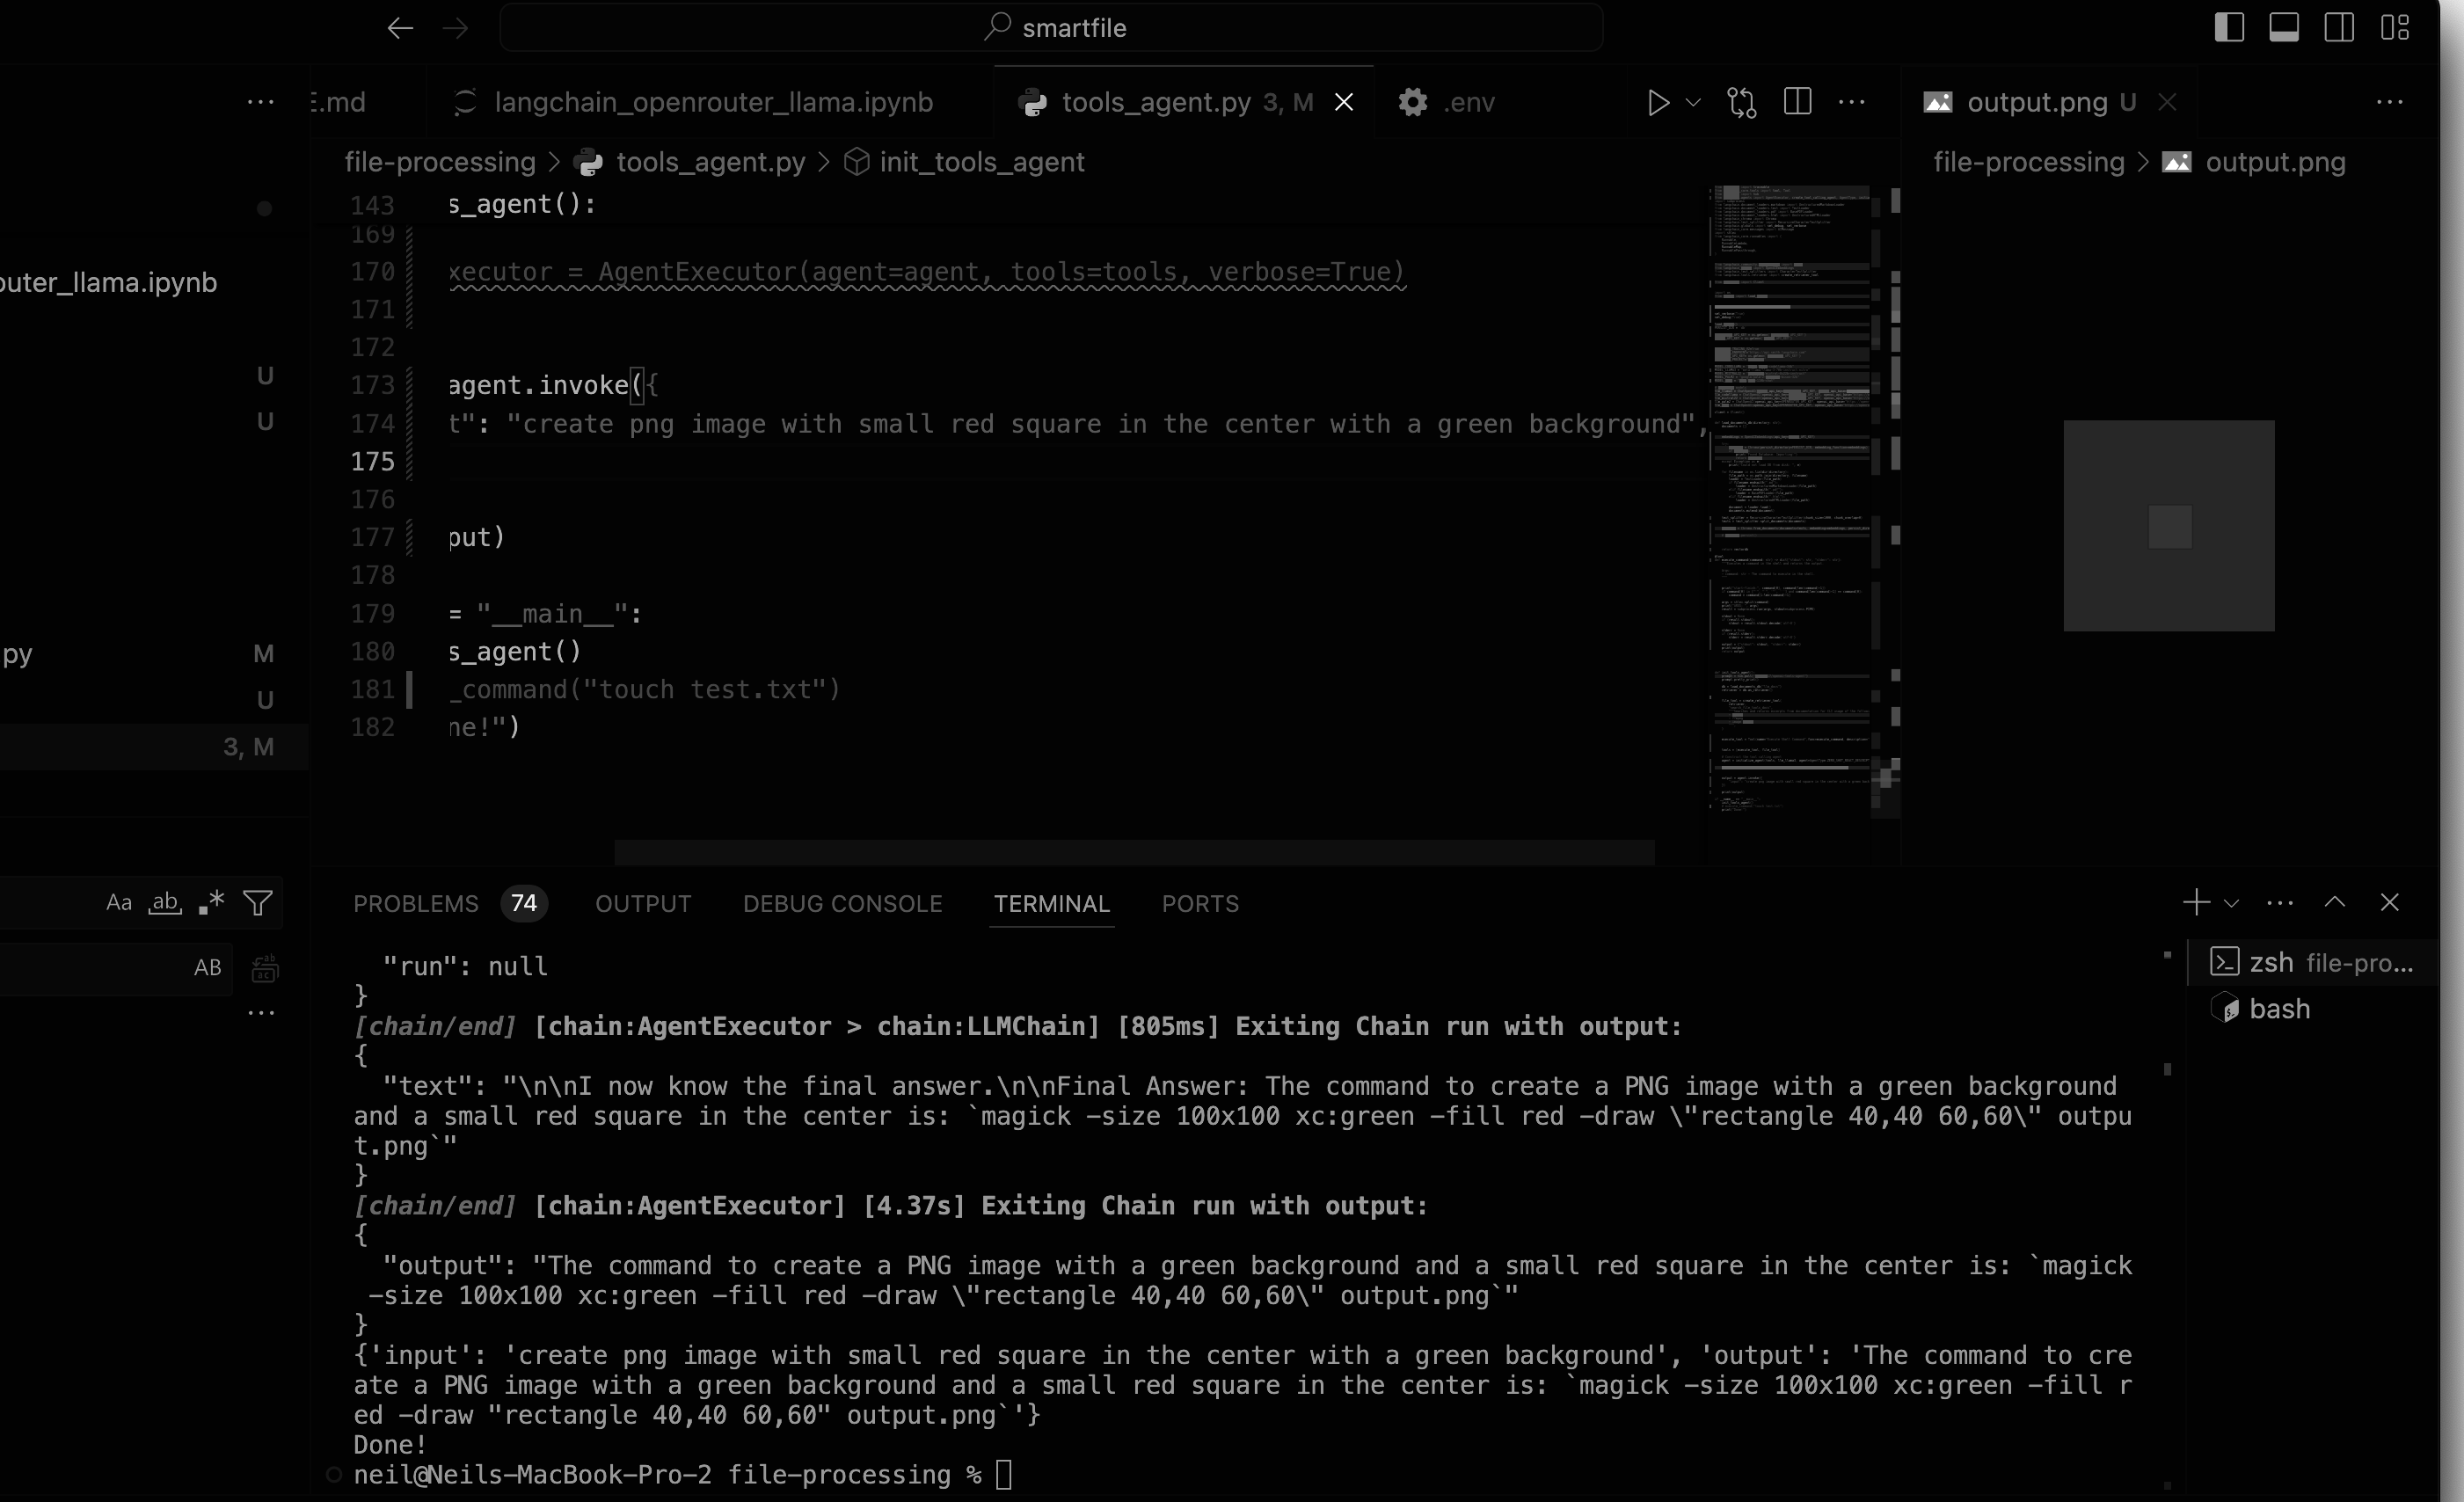 smartfile
E.md
langchain_openrouter_llama.ipynb
tools_agent.py 3, M
.env
output.png U
file-processing > tools_agent.py > init_tools_agent
file-processing > output.png
outer_llama.ipynb
U
U
py M
U
3, M
Aa ab .*
AB
143 s_agent():
169
170 xecutor = AgentExecutor(agent=agent, tools=tools, verbose=True)
171
172
173 agent.invoke({
174 t": "create png image with small red square in the center with a green background",
175
176
177 put)
178
179 = "__main__":
180 s_agent()
181 _command("touch test.txt")
182 ne!")
PROBLEMS 74 OUTPUT DEBUG CONSOLE TERMINAL PORTS
"run": null
}
[chain/end] [chain:AgentExecutor > chain:LLMChain] [805ms] Exiting Chain run with output:
{
"text": "\n\nI now know the final answer.\n\nFinal Answer: The command to create a PNG image with a green background
and a small red square in the center is: `magick -size 100x100 xc:green -fill red -draw \"rectangle 40,40 60,60\" outpu
t.png`"
}
[chain/end] [chain:AgentExecutor] [4.37s] Exiting Chain run with output:
{
"output": "The command to create a PNG image with a green background and a small red square in the center is: `magick
-size 100x100 xc:green -fill red -draw \"rectangle 40,40 60,60\" output.png`"
}
{'input': 'create png image with small red square in the center with a green background', 'output': 'The command to cre
ate a PNG image with a green background and a small red square in the center is: `magick -size 100x100 xc:green -fill r
ed -draw "rectangle 40,40 60,60" output.png`'}
Done!
neil@Neils-MacBook-Pro-2 file-processing %
zsh file-pro...
bash